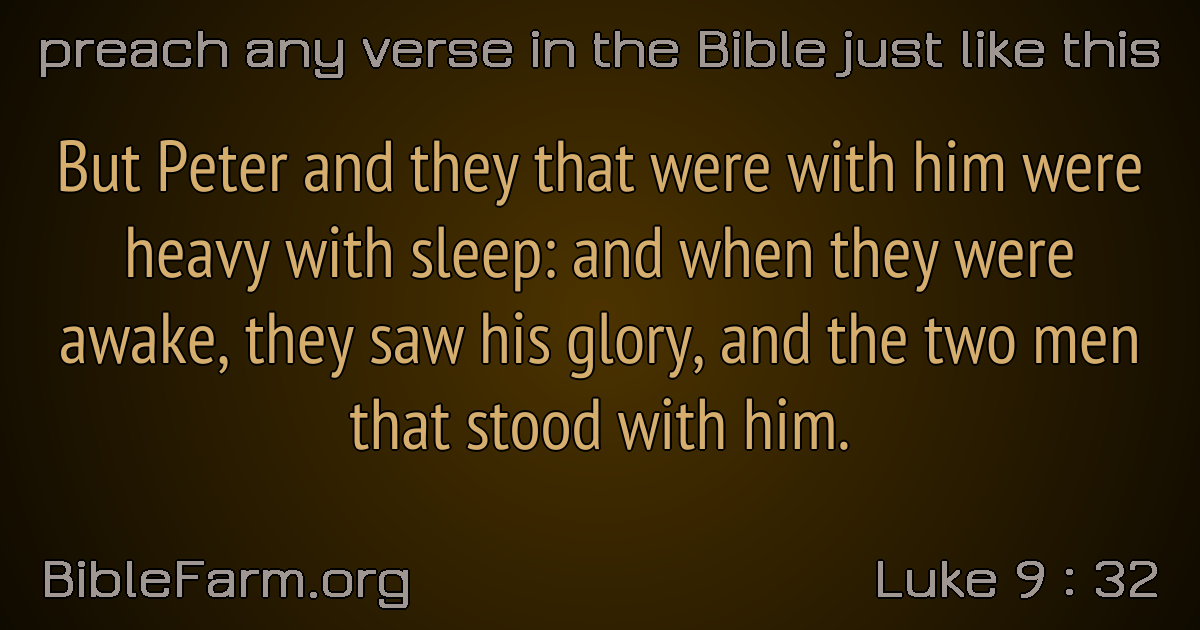 preach any verse in the Bible just like this
But Peter and they that were with him were
heavy with sleep: and when they were
awake, they saw his glory, and the two men
that stood with him.
BibleFarm.org
Luke 9 : 32